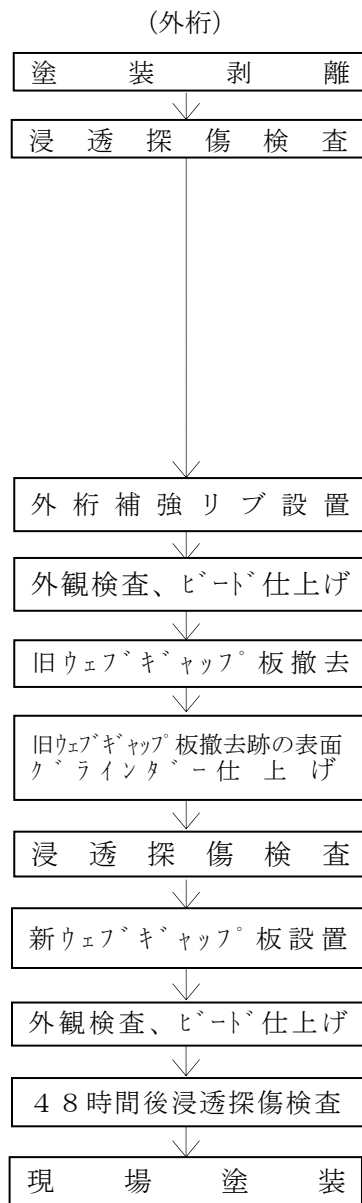 (外桁)
塗装剥離
浸透探傷検査
外桁補強リブ設置
外観検査、ﾋﾞｰﾄﾞ仕上げ
旧ｳｪﾌﾞｷﾞｬｯﾌﾟ板撤去
旧ｳｪﾌﾞｷﾞｬｯﾌﾟ板撤去跡の表面
ｸﾞﾗｲﾝﾀﾞｰ仕上げ
浸透探傷検査
新ｳｪﾌﾞｷﾞｬｯﾌﾟ板設置
外観検査、ﾋﾞｰﾄﾞ仕上げ
４８時間後浸透探傷検査
現場塗装